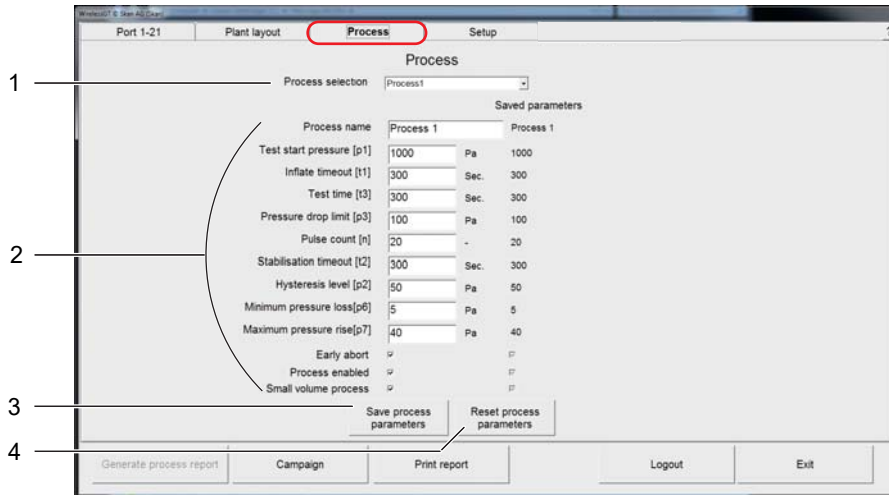 WirelessGT © Skan AG
Port 1-21 Plant layout Process Setup ?
Process
1 Process selection Process1
Saved parameters
Process name Process 1 Process 1
Test start pressure [p1] 1000 Pa 1000
Inflate timeout [t1] 300 Sec. 300
Test time [t3] 300 Sec. 300
Pressure drop limit [p3] 100 Pa 100
Pulse count [n] 20 - 20
2 Stabilisation timeout [t2] 300 Sec. 300
Hysteresis level [p2] 50 Pa 50
Minimum pressure loss[p6] 5 Pa 5
Maximum pressure rise[p7] 40 Pa 40
Early abort
Process enabled
Small volume process
3 Save process parameters Reset process parameters
4
Generate process report Campaign Print report Logout Exit